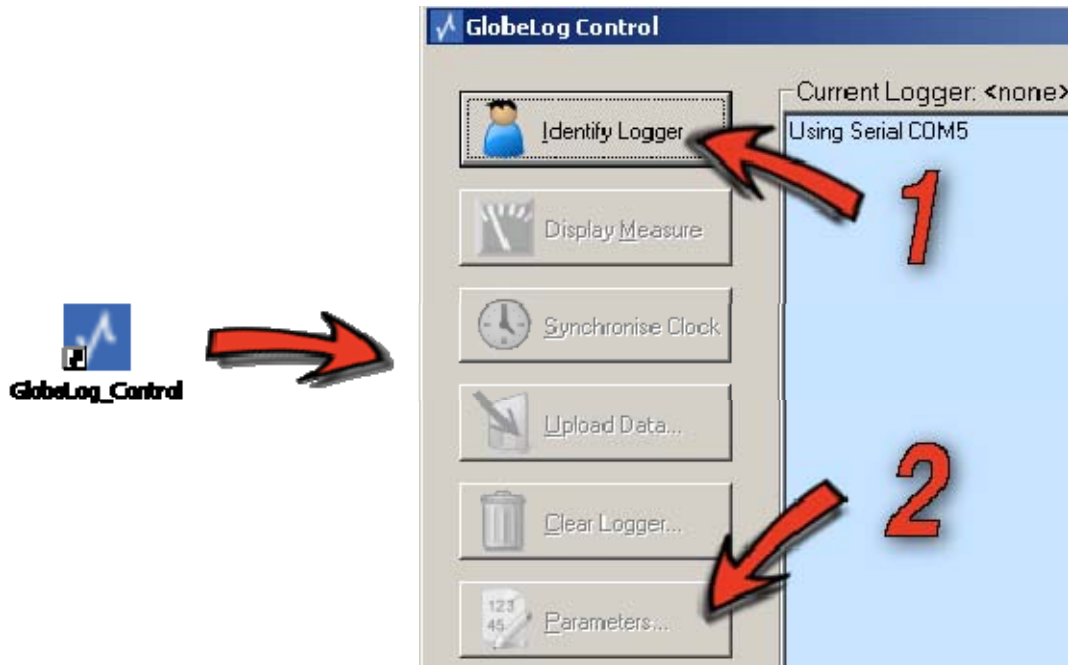 GlobeLog Control
Identify Logger
Current Logger: <none>
Using Serial COM5
1
Display Measure
Synchronise Clock
GlobeLog_Control
Upload Data...
2
Clear Logger...
123
45
Parameters...